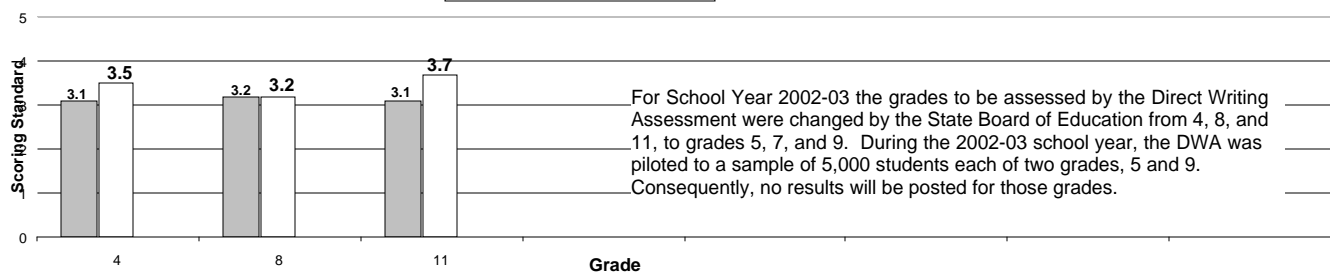 5
4
3
2
1
0
Scoring Standard
3.1
3.5
3.2
3.2
3.1
3.7
For School Year 2002-03 the grades to be assessed by the Direct Writing
Assessment were changed by the State Board of Education from 4, 8, and
11, to grades 5, 7, and 9. During the 2002-03 school year, the DWA was
piloted to a sample of 5,000 students each of two grades, 5 and 9.
Consequently, no results will be posted for those grades.
4
8
11
Grade